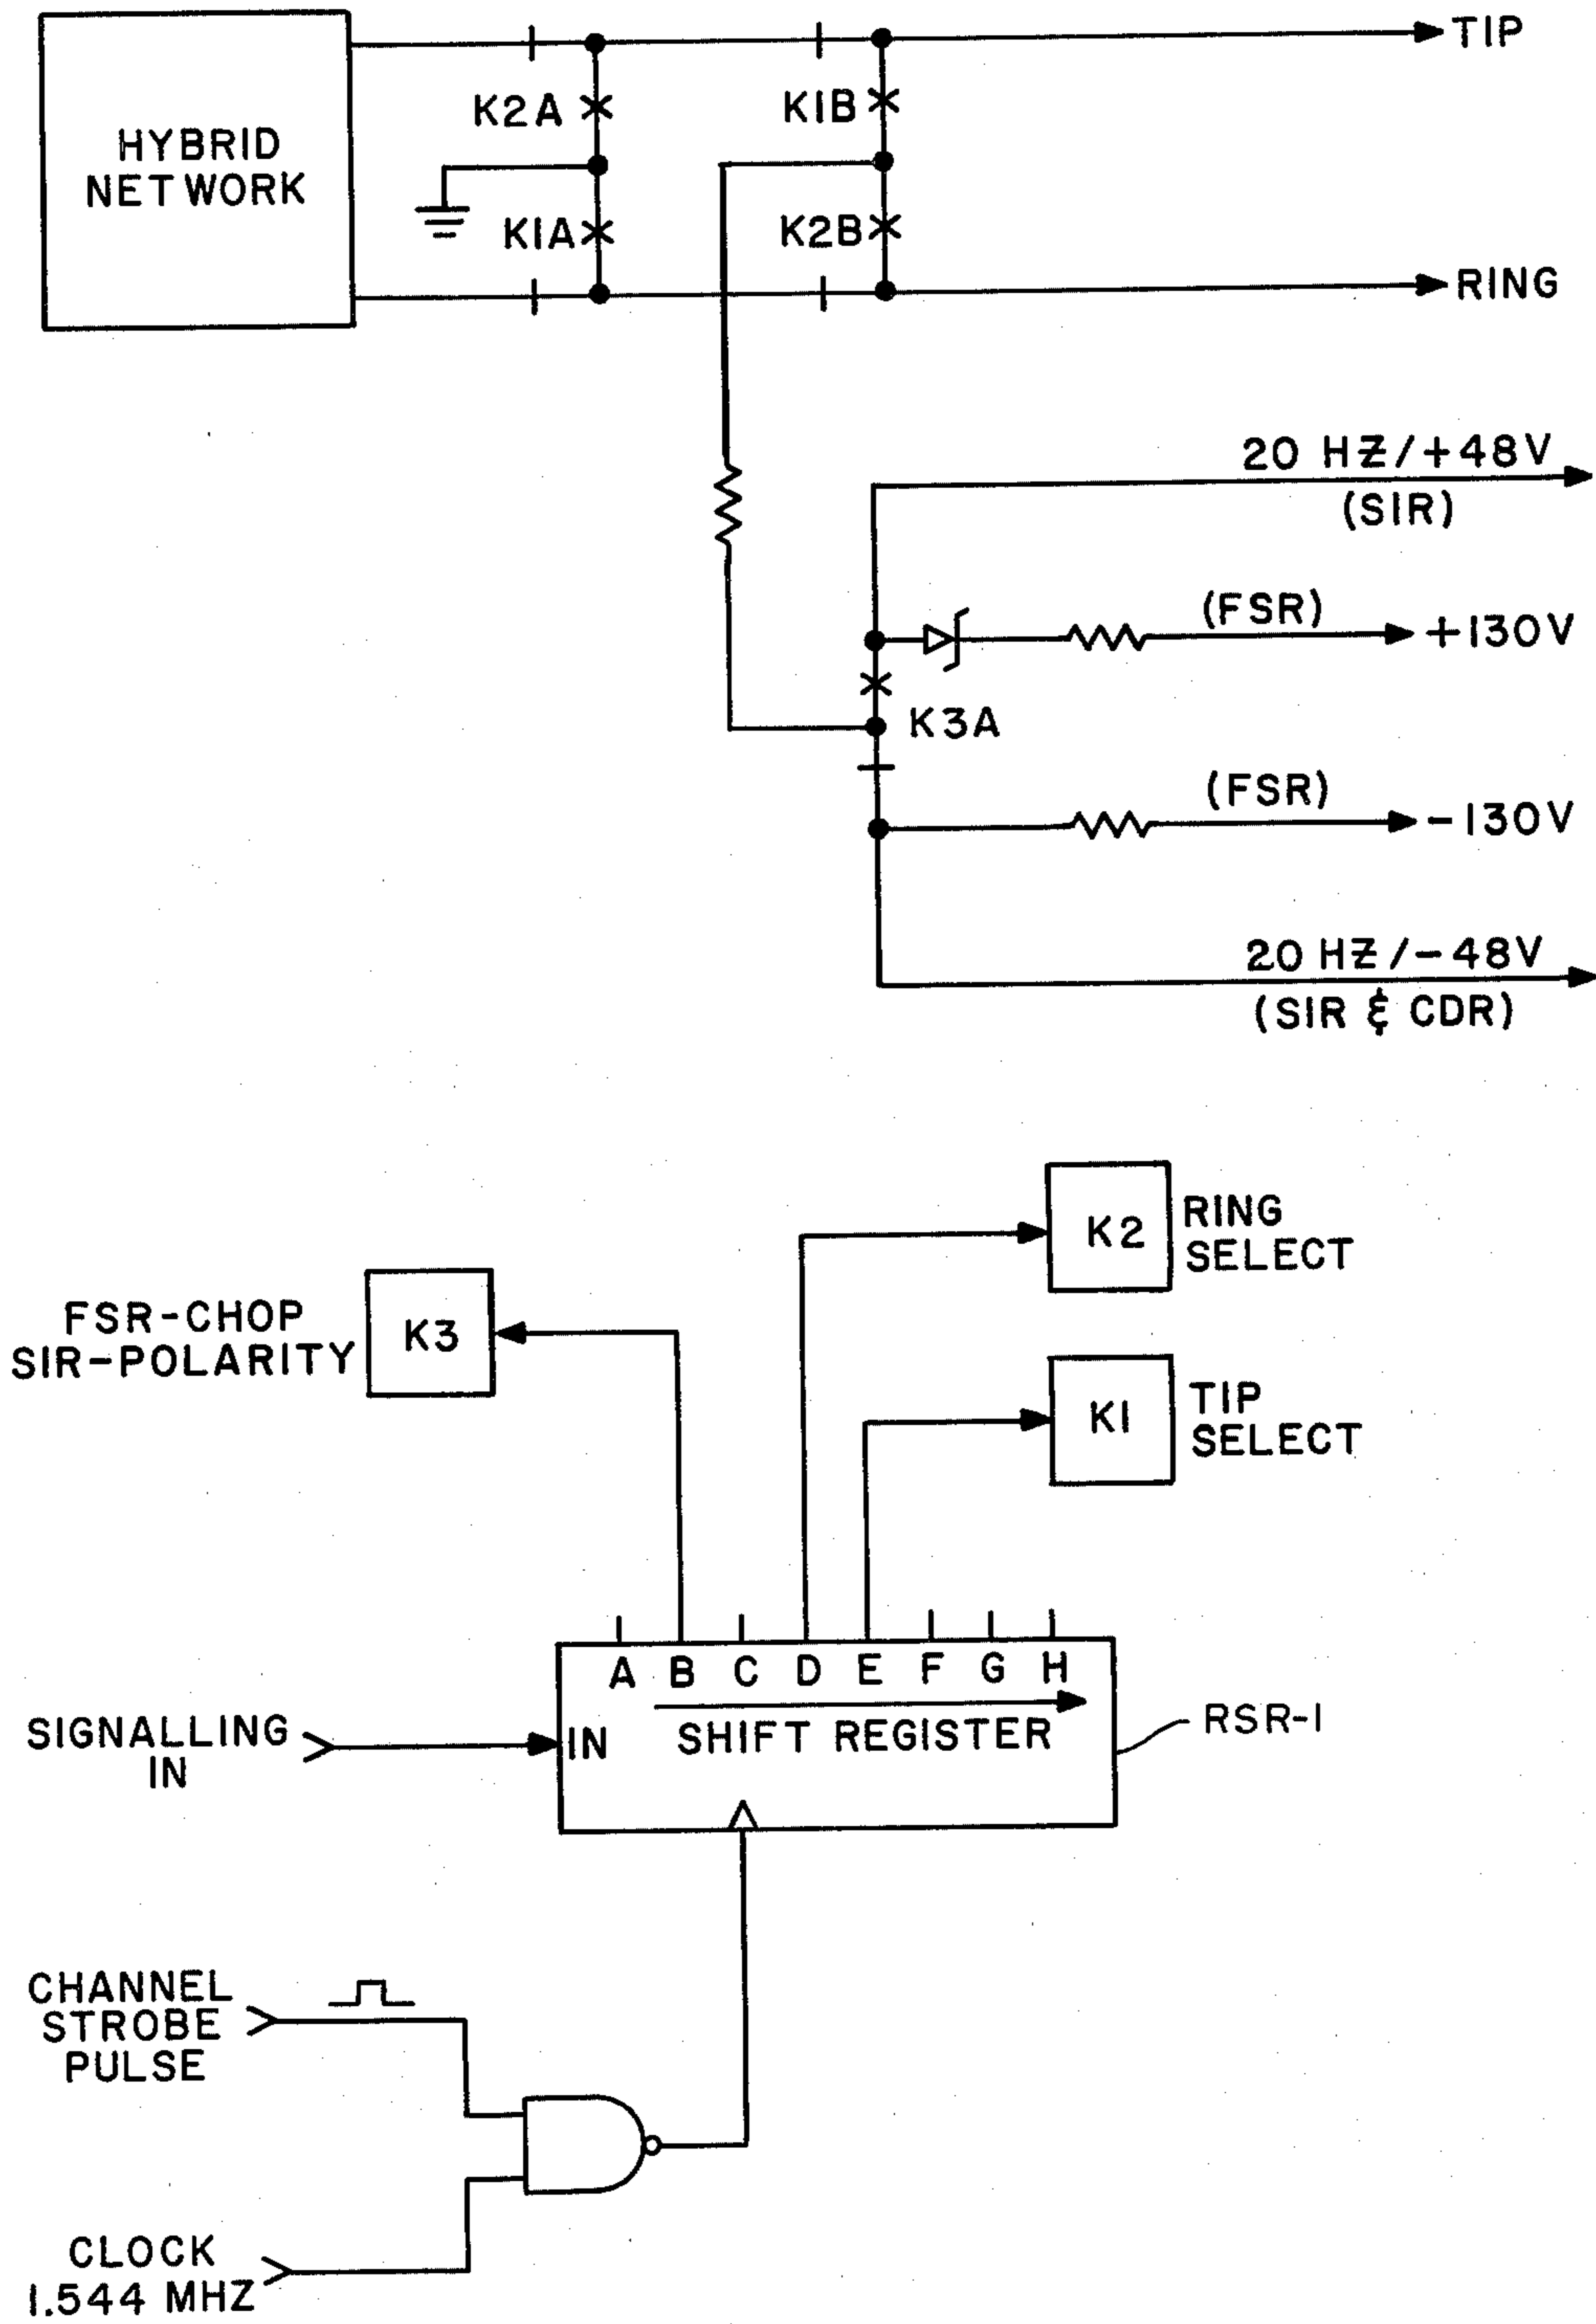 TIP
K2A
K1B
HYBRID
NETWORK
K1A
K2B
RING
20 HZ/+48V
(SIR)
(FSR)
+130V
K3A
(FSR)
-130V
20 HZ/-48V
(SIR & CDR)
K2
RING
SELECT
FSR-CHOP
SIR-POLARITY
K3
K1
TIP
SELECT
A B C D E F G H
SIGNALLING
IN
IN
SHIFT REGISTER
RSR-1
CHANNEL
STROBE
PULSE
CLOCK
1.544 MHZ